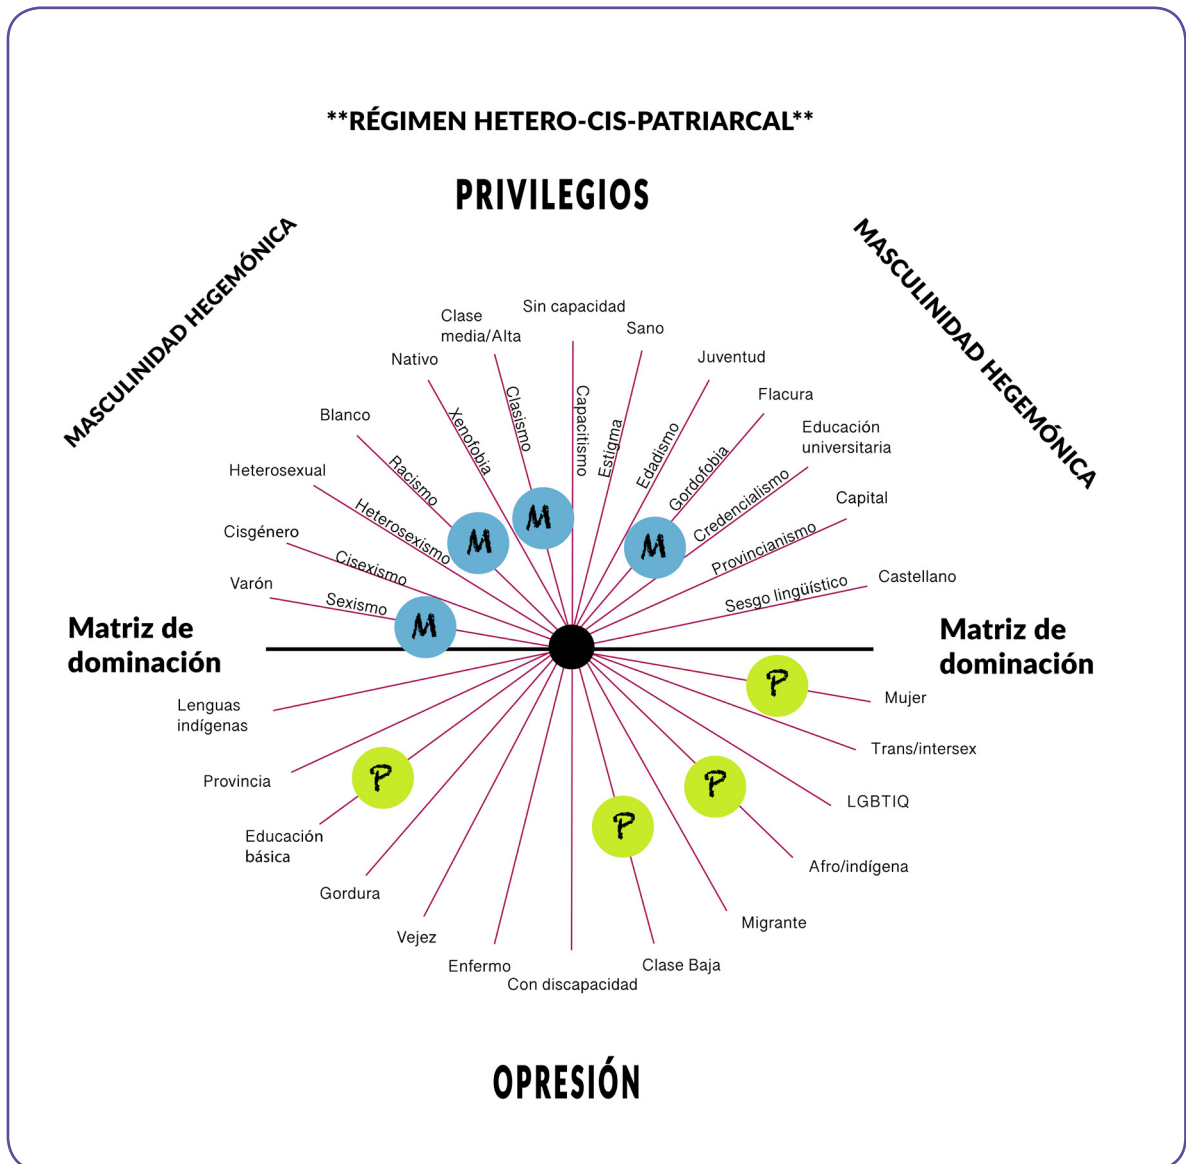 **RÉGIMEN HETERO-CIS-PATRIARCAL**
PRIVILEGIOS
MASCULINIDAD HEGEMÓNICA
MASCULINIDAD HEGEMÓNICA
Sin capacidad
Clase
media/Alta
Sano
Nativo
Juventud
Flacura
Blanco
Educación
universitaria
Heterosexual
Capital
Cisgénero
Castellano
Varón
Sexismo
Cisexismo
Heterosexismo
Racismo
Xenofobia
Clasismo
Capacitismo
Estigma
Edadismo
Gordofobia
Credencialismo
Provincianismo
Sesgo lingüístico
M
M
M
M
Matriz de
dominación
Matriz de
dominación
P
P
P
P
Lenguas
indígenas
Mujer
Trans/intersex
Provincia
LGBTIQ
Educación
básica
Afro/indígena
Gordura
Migrante
Vejez
Enfermo
Clase Baja
Con discapacidad
OPRESIÓN